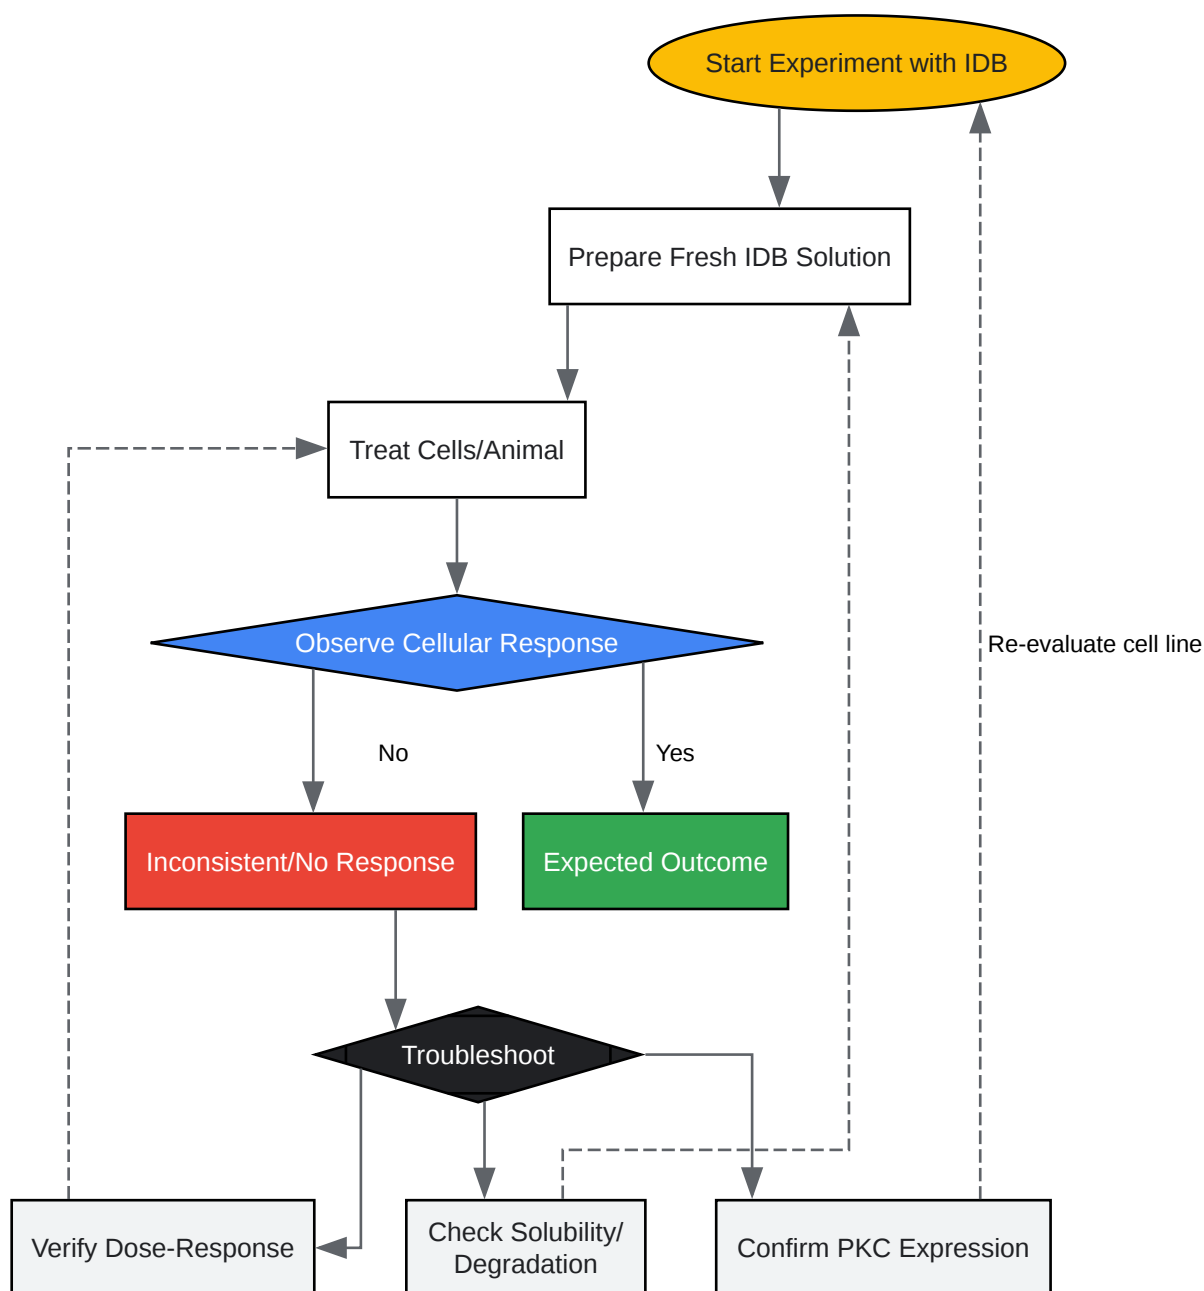 Start Experiment with IDB
Prepare Fresh IDB Solution
Treat Cells/Animal
Observe Cellular Response
Re-evaluate cell line
No
Yes
Inconsistent/No Response
Expected Outcome
Troubleshoot
Verify Dose-Response
Check Solubility/
Degradation
Confirm PKC Expression